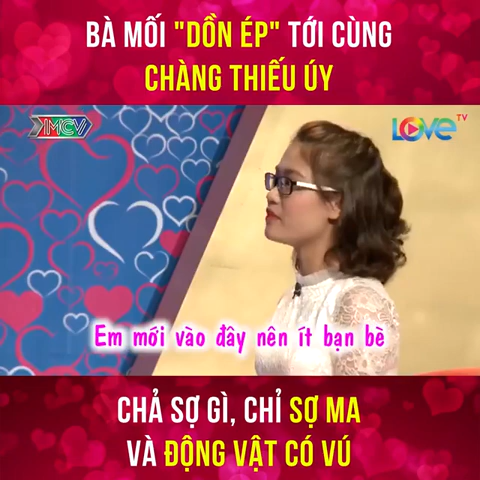 BÀ MỐI "DỒN ÉP" TỚI CÙNG
CHÀNG THIẾU ÚY
MCV
LOVE TV
Em mới vào đây nên ít bạn bè
CHẢ SỢ GÌ, CHỈ SỢ MA
VÀ ĐỘNG VẬT CÓ VÚ